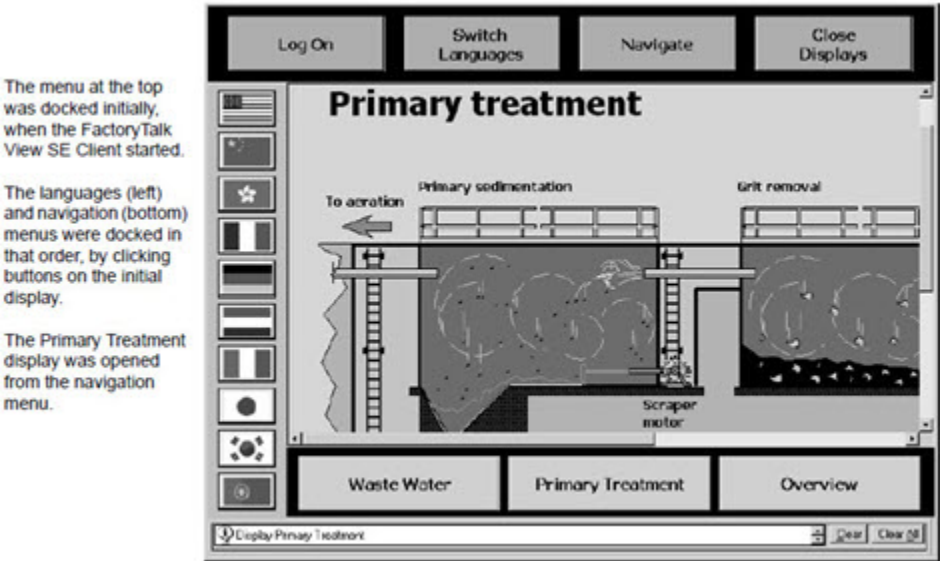 The menu at the top
was docked initially,
when the FactoryTalk
View SE Client started.
The languages (left)
and navigation (bottom)
menus were docked in
that order, by clicking
buttons on the initial
display.
The Primary Treatment
display was opened
from the navigation
menu.
Log On
Switch
Languages
Navigate
Close
Displays
Primary treatment
Primary sedimentation
Grit removal
To aeration
Scraper
motor
Waste Water
Primary Treatment
Overview
Display Primary Treatment
Clear
Clear All